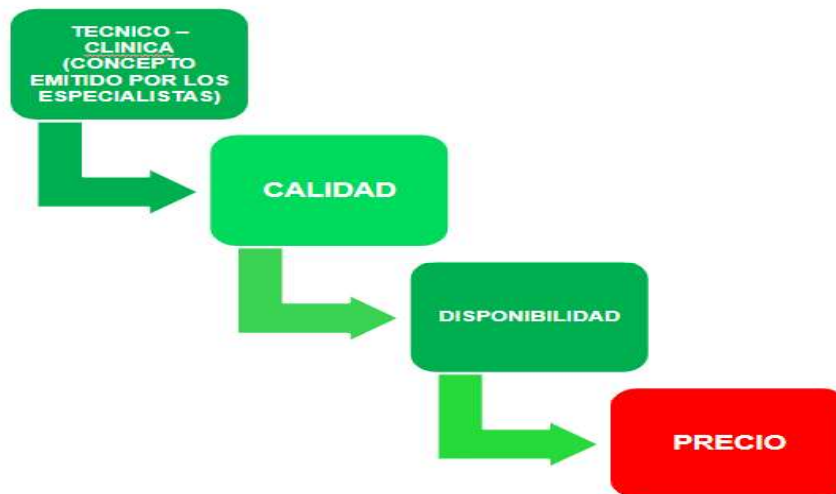 TECNICO –
CLINICA
(CONCEPTO
EMITIDO POR LOS
ESPECIALISTAS)
CALIDAD
DISPONIBILIDAD
PRECIO